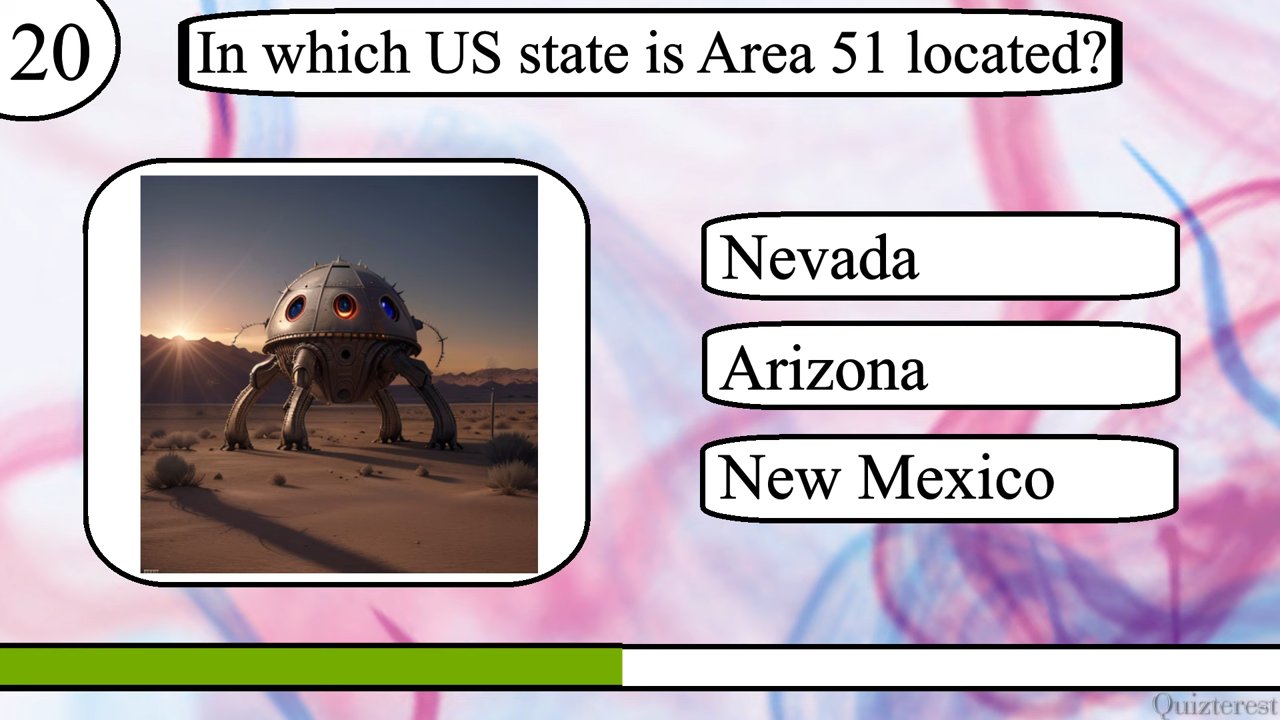 20
In which US state is Area 51 located?
Nevada
Arizona
New Mexico
Quizterest